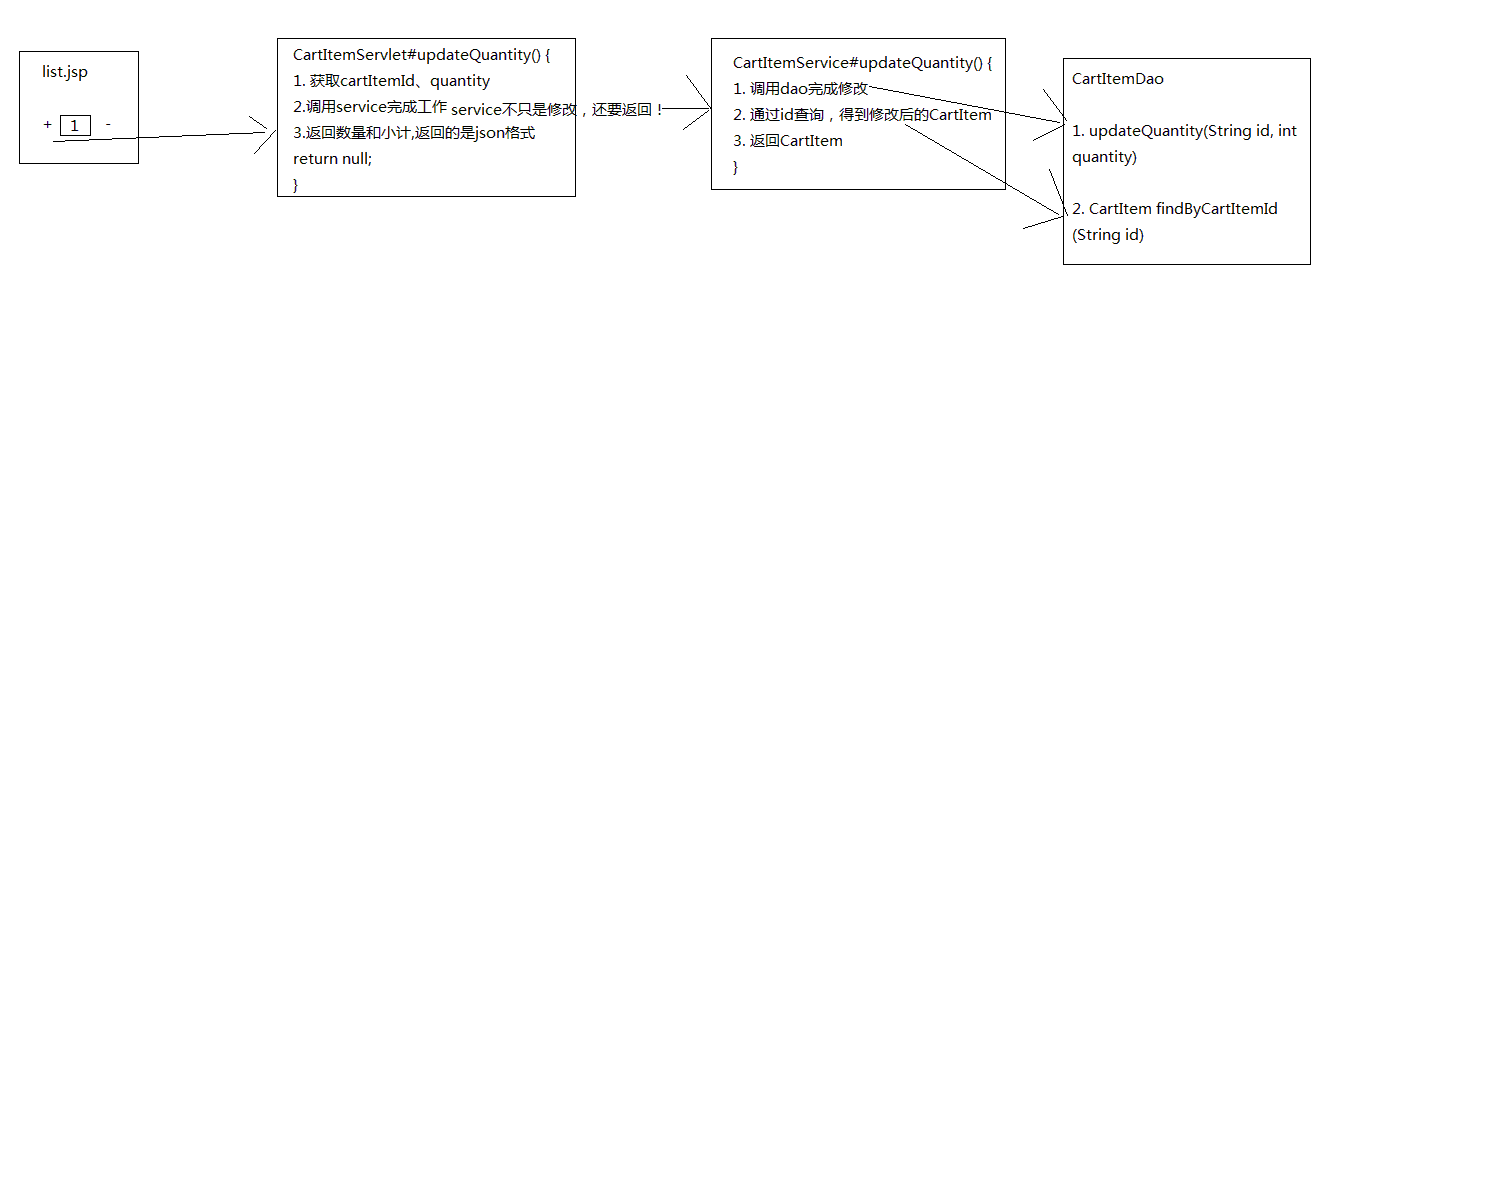 list.jsp
+ 1 -
CartItemServlet#updateQuantity() {
1. 获取cartItemId、quantity
2.调用service完成工作 service不只是修改，还要返回！
3.返回数量和小计,返回的是json格式
return null;
}
CartItemService#updateQuantity() {
1. 调用dao完成修改
2. 通过id查询，得到修改后的CartItem
3. 返回CartItem
}
CartItemDao
1. updateQuantity(String id, int
quantity)
2. CartItem findByCartItemId
(String id)